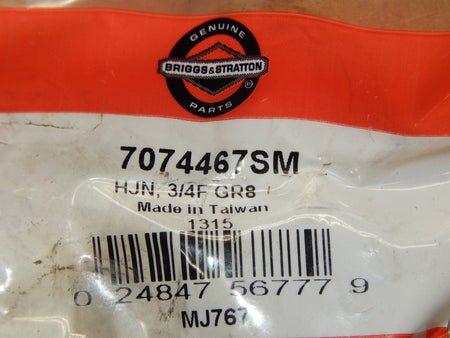 GENUINE
BRIGGS&STRATTON
®
PARTS
7074467SM
HJN, 3/4F GR8
Made in Taiwan
1315
0 24847 56777 9
MJ767